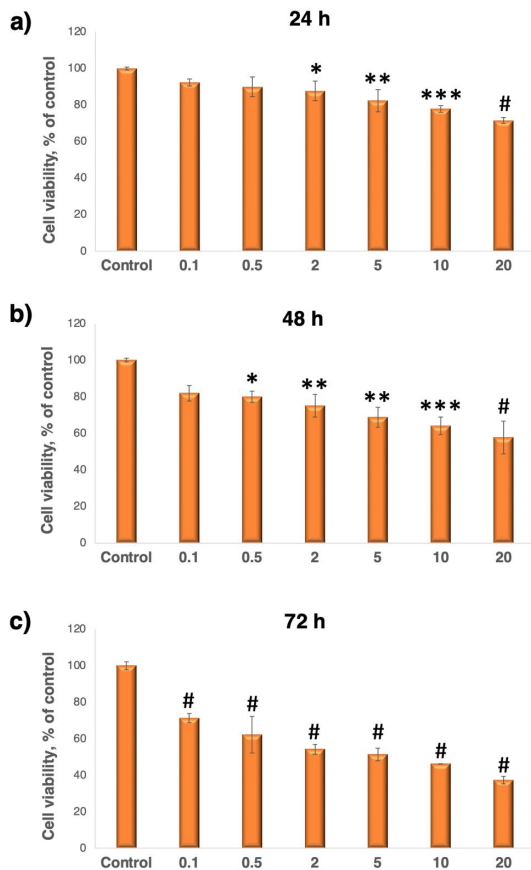 a)
24 h
Cell viability, % of control
120
100
80
60
40
20
0
* ** *** #
Control 0.1 0.5 2 5 10 20
b)
48 h
Cell viability, % of control
120
100
80
60
40
20
0
* ** ** *** #
Control 0.1 0.5 2 5 10 20
c)
72 h
Cell viability, % of control
120
100
80
60
40
20
0
# # # # # #
Control 0.1 0.5 2 5 10 20